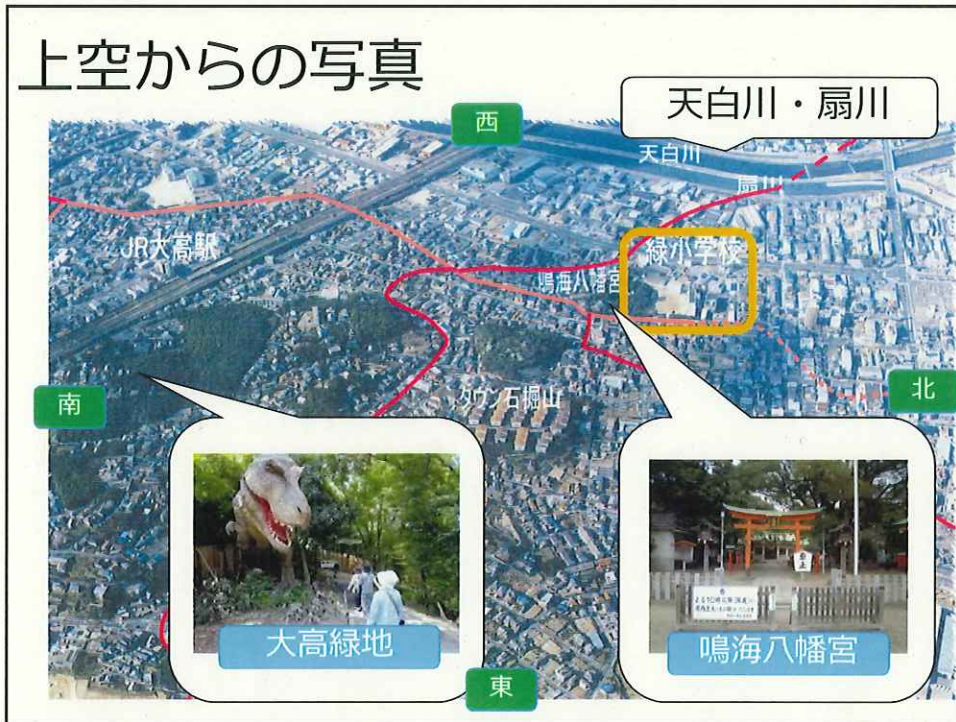 上空からの写真
西
天白川・扇川
天白川
扇川
JR大高駅
緑小学校
鳴海八幡宮
南
北
タウン石堀山
大高緑地
鳴海八幡宮
東